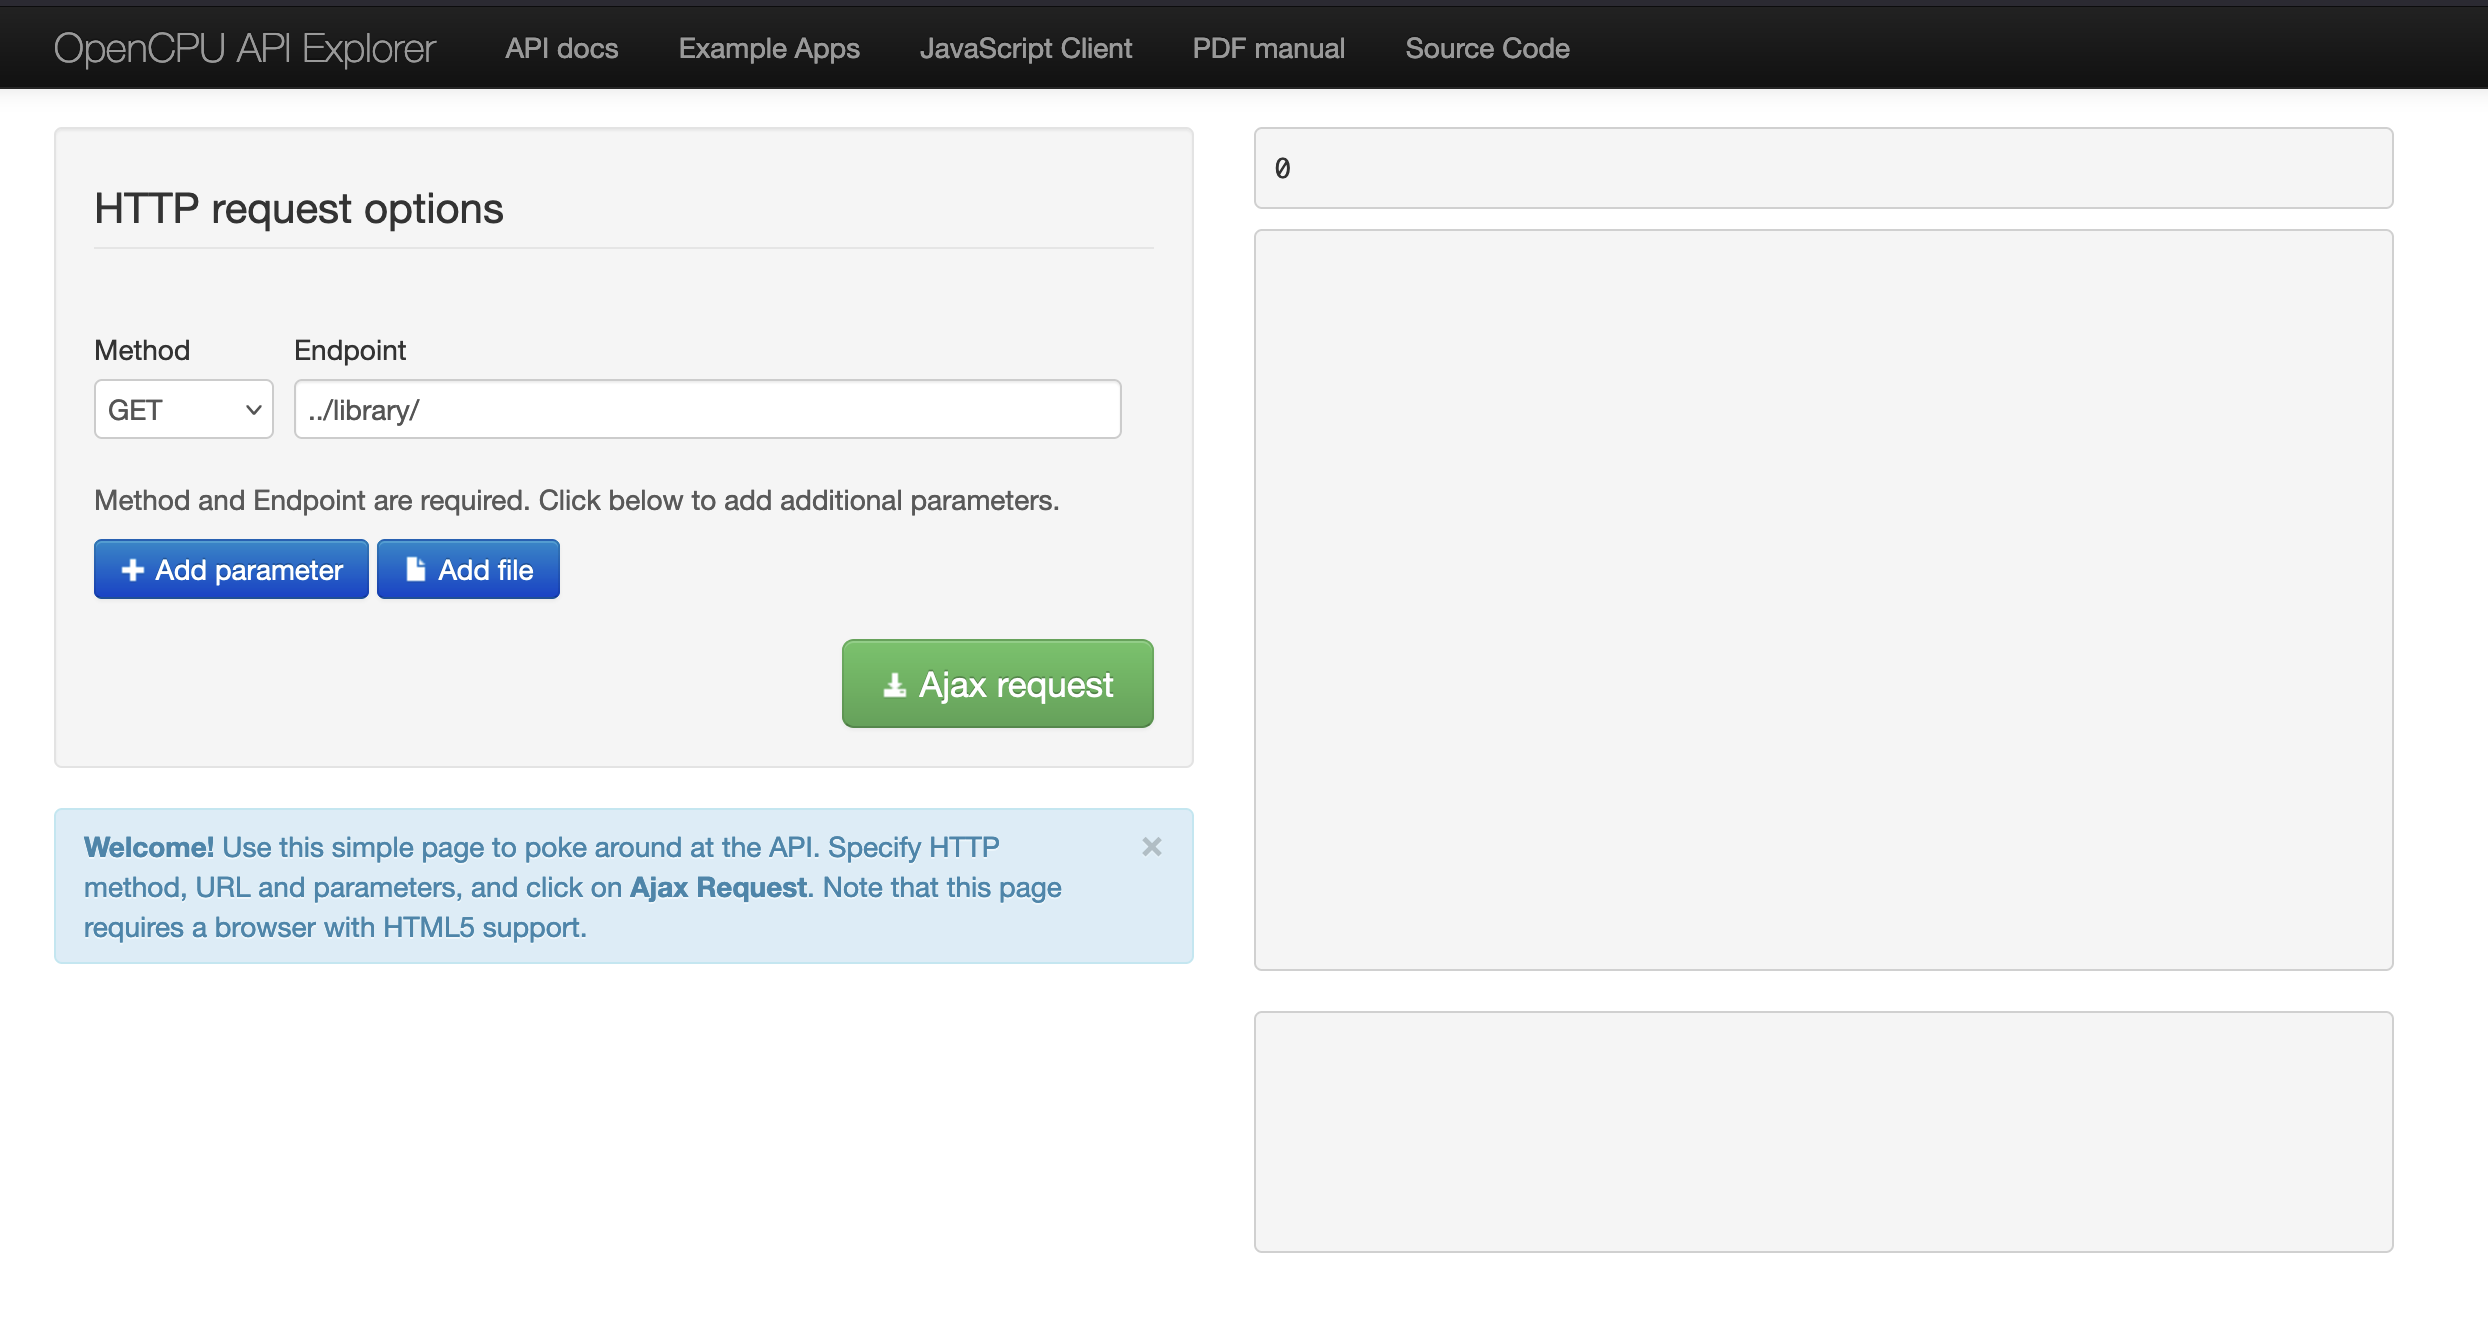 OpenCPU API Explorer API docs Example Apps JavaScript Client PDF manual Source Code
HTTP request options
Method Endpoint
GET ../library/
Method and Endpoint are required. Click below to add additional parameters.
Add parameter Add file
Ajax request
Welcome! Use this simple page to poke around at the API. Specify HTTP
method, URL and parameters, and click on Ajax Request. Note that this page
requires a browser with HTML5 support.
×
0